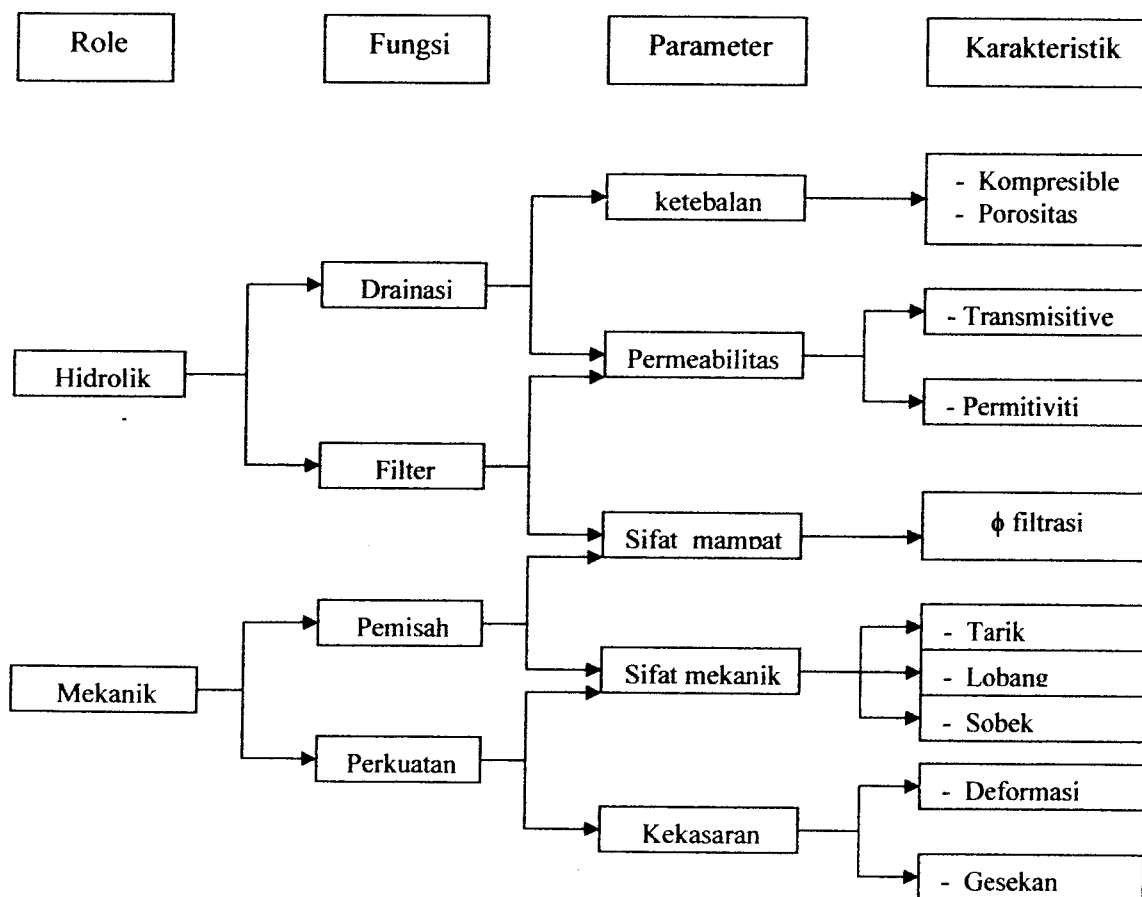 Role
Fungsi
Parameter
Karakteristik
ketebalan
- Kompresible
- Porositas
Drainasi
- Transmisitive
Permeabilitas
Hidrolik
- Permitiviti
Filter
Sifat mampat
ϕ filtrasi
Pemisah
- Tarik
Sifat mekanik
- Lobang
Mekanik
- Sobek
Perkuatan
- Deformasi
Kekasaran
- Gesekan